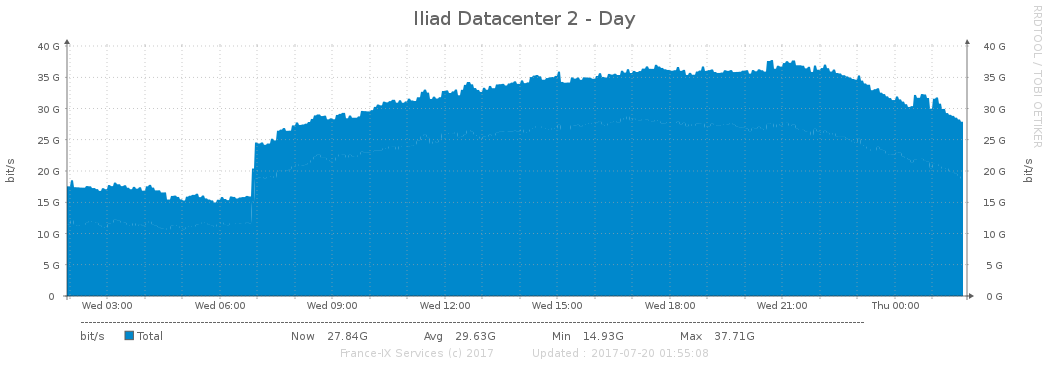 Iliad Datacenter 2 - Day
RRDTOOL / TOBI OETIKER
40 G 40 G
35 G 35 G
30 G 30 G
25 G 25 G
20 G 20 G
15 G 15 G
10 G 10 G
5 G 5 G
0 0 G
bit/s bit/s
Wed 03:00 Wed 06:00 Wed 09:00 Wed 12:00 Wed 15:00 Wed 18:00 Wed 21:00 Thu 00:00
bit/s Total Now 27.84G Avg 29.63G Min 14.93G Max 37.71G
France-IX Services (c) 2017 Updated : 2017-07-20 01:55:08